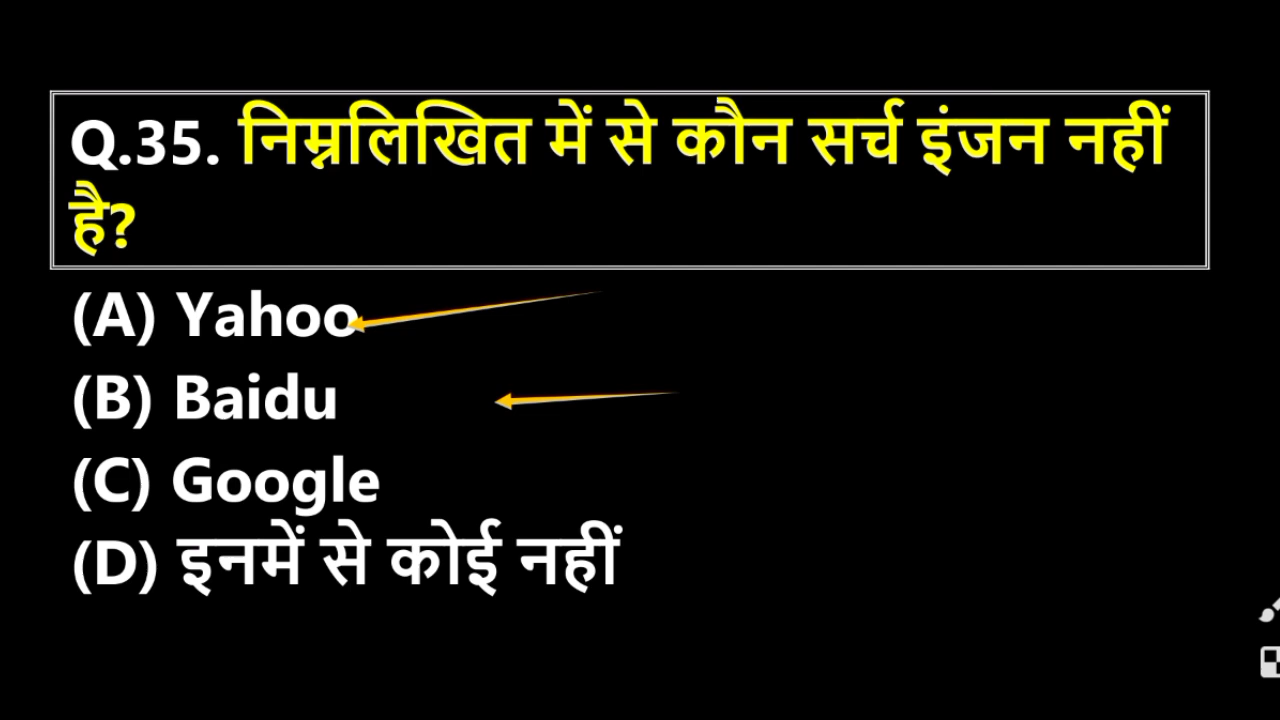 Q.35. निम्नलिखित में से कौन सर्च इंजन नहीं
है?
(A) Yahoo
(B) Baidu
(C) Google
(D) इनमें से कोई नहीं